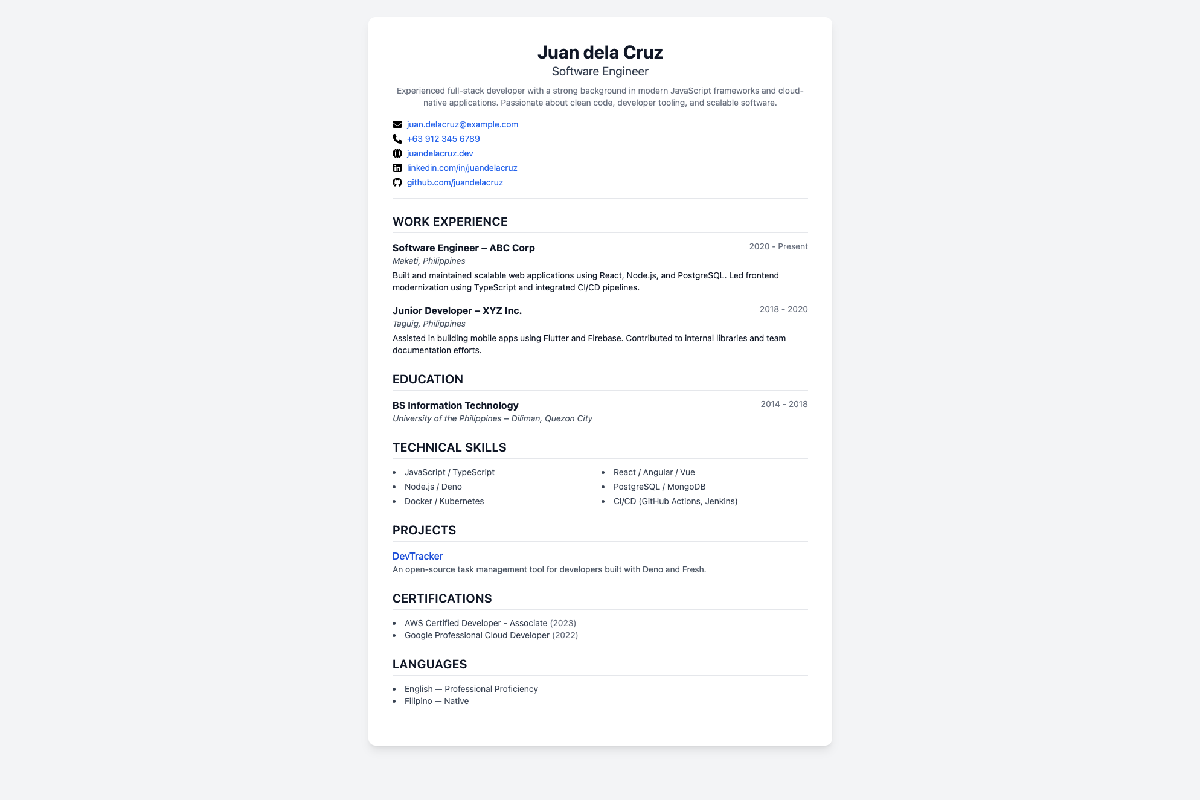 Juan dela Cruz
Software Engineer
Experienced full-stack developer with a strong background in modern JavaScript frameworks and cloud-
native applications. Passionate about clean code, developer tooling, and scalable software.
juan.delacruz@example.com
+63 912 345 6789
juandelacruz.dev
linkedin.com/in/juandelacruz
github.com/juandelacruz
WORK EXPERIENCE
Software Engineer – ABC Corp 2020 - Present
Makati, Philippines
Built and maintained scalable web applications using React, Node.js, and PostgreSQL. Led frontend
modernization using TypeScript and integrated CI/CD pipelines.
Junior Developer – XYZ Inc. 2018 - 2020
Taguig, Philippines
Assisted in building mobile apps using Flutter and Firebase. Contributed to internal libraries and team
documentation efforts.
EDUCATION
BS Information Technology 2014 - 2018
University of the Philippines – Diliman, Quezon City
TECHNICAL SKILLS
• JavaScript / TypeScript • React / Angular / Vue
• Node.js / Deno • PostgreSQL / MongoDB
• Docker / Kubernetes • CI/CD (GitHub Actions, Jenkins)
PROJECTS
DevTracker
An open-source task management tool for developers built with Deno and Fresh.
CERTIFICATIONS
• AWS Certified Developer - Associate (2023)
• Google Professional Cloud Developer (2022)
LANGUAGES
• English — Professional Proficiency
• Filipino — Native